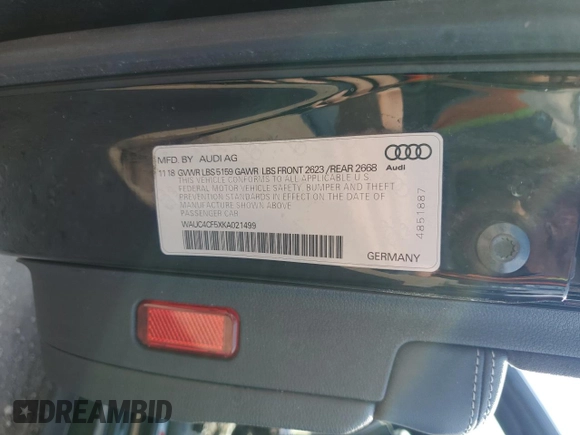 MFD. BY AUDI AG
11 18 GVWR LBS 5159 GAWR LBS FRONT 2623 /REAR 2668
THIS VEHICLE CONFORMS TO ALL APPLICABLE U.S.
FEDERAL MOTOR VEHICLE SAFETY, BUMPER AND THEFT
PREVENTION STANDARDS IN EFFECT ON THE DATE OF
MANUFACTURE SHOWN ABOVE.
PASSENGER CAR
WAUC4CF5XKA021499
Audi
4851887
GERMANY
DREAMBID